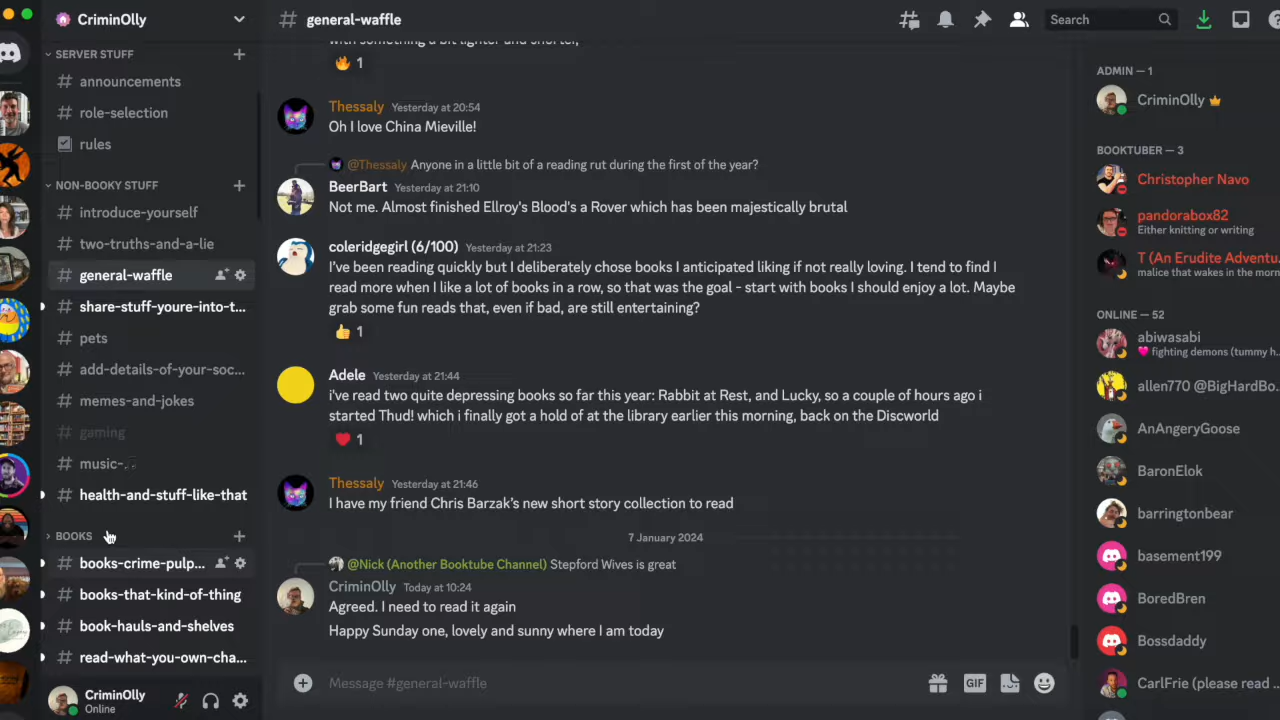 CriminOlly
SERVER STUFF
announcements
role-selection
rules
NON-BOOKY STUFF
introduce-yourself
two-truths-and-a-lie
general-waffle
share-stuff-youre-into-t...
pets
add-details-of-your-soc...
memes-and-jokes
gaming
music-🎵
health-and-stuff-like-that
BOOKS
books-crime-pulp...
books-that-kind-of-thing
book-hauls-and-shelves
read-what-you-own-cha...
CriminOlly
Online
general-waffle
Search
with something a bit lighter and shorter,
🔥 1
Thessaly Yesterday at 20:54
Oh I love China Mieville!
@Thessaly Anyone in a little bit of a reading rut during the first of the year?
BeerBart Yesterday at 21:10
Not me. Almost finished Ellroy's Blood's a Rover which has been majestically brutal
coleridgegirl (6/100) Yesterday at 21:23
I've been reading quickly but I deliberately chose books I anticipated liking if not really loving. I tend to find I
read more when I like a lot of books in a row, so that was the goal - start with books I should enjoy a lot. Maybe
grab some fun reads that, even if bad, are still entertaining?
👍 1
Adele Yesterday at 21:44
i've read two quite depressing books so far this year: Rabbit at Rest, and Lucky, so a couple of hours ago i
started Thud! which i finally got a hold of at the library earlier this morning, back on the Discworld
❤️ 1
Thessaly Yesterday at 21:46
I have my friend Chris Barzak's new short story collection to read
7 January 2024
@Nick (Another Booktube Channel) Stepford Wives is great
CriminOlly Today at 10:24
Agreed. I need to read it again
Happy Sunday one, lovely and sunny where I am today
Message #general-waffle
GIF
ADMIN — 1
CriminOlly
BOOKTUBER — 3
Christopher Navo
pandorabox82
Either knitting or writing
T (An Erudite Adventu...
malice that wakes in the horm...
ONLINE — 52
abiwasabi
💗 fighting demons (tummy h...
allen770 @BigHardBo...
AnAngeryGoose
BaronElok
barringtonbear
basement199
BoredBren
Bossdaddy
CarlFrie (please read ...